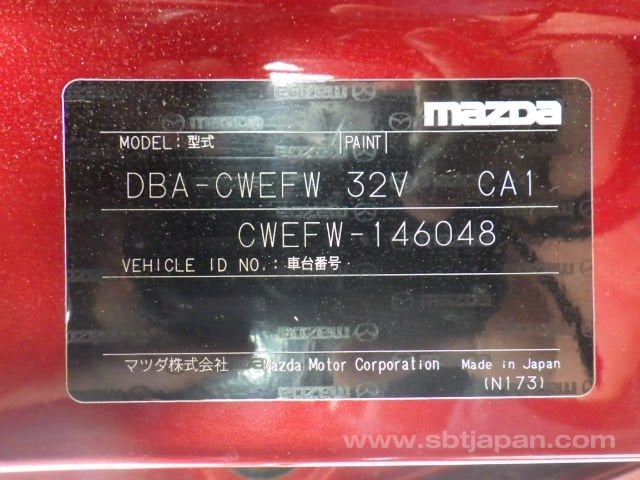 mazda
MODEL: 型式 PAINT
DBA-CWEFW 32V CA1
CWEFW-146048
VEHICLE ID NO.: 車台番号
マツダ株式会社 Mazda Motor Corporation Made in Japan
(N173)
www.sbtjapan.com